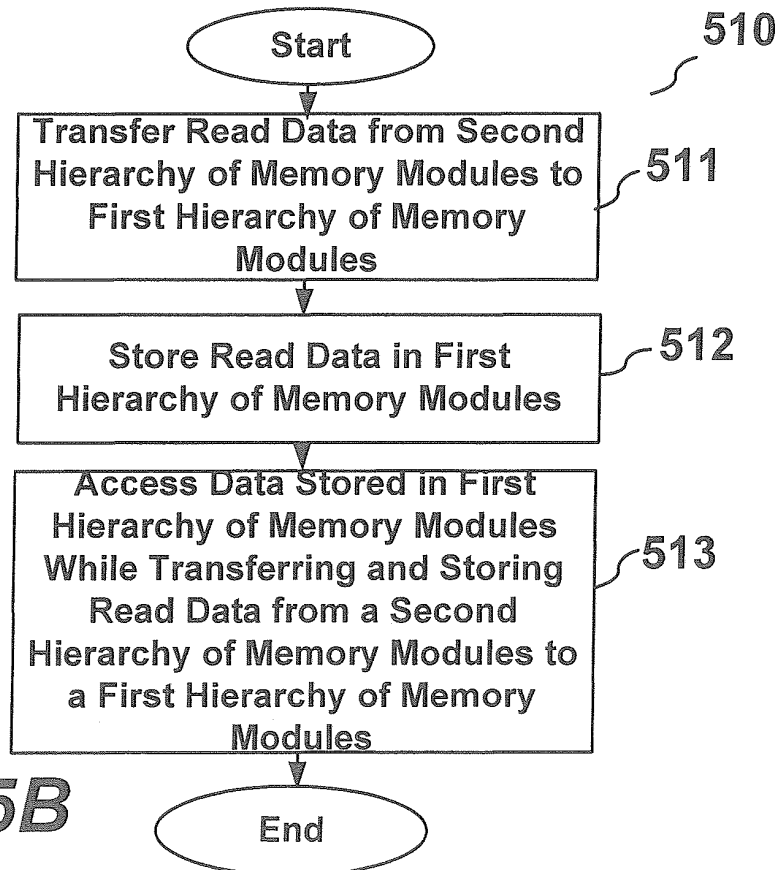 Start
510
Transfer Read Data from Second
Hierarchy of Memory Modules to
First Hierarchy of Memory
Modules
511
Store Read Data in First
Hierarchy of Memory Modules
512
Access Data Stored in First
Hierarchy of Memory Modules
While Transferring and Storing
Read Data from a Second
Hierarchy of Memory Modules to
a First Hierarchy of Memory
Modules
513
5B
End